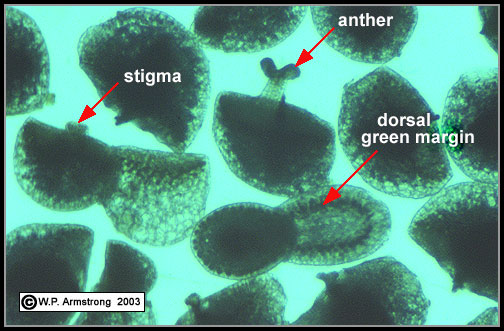 anther
stigma
dorsal
green margin
© W.P. Armstrong 2003